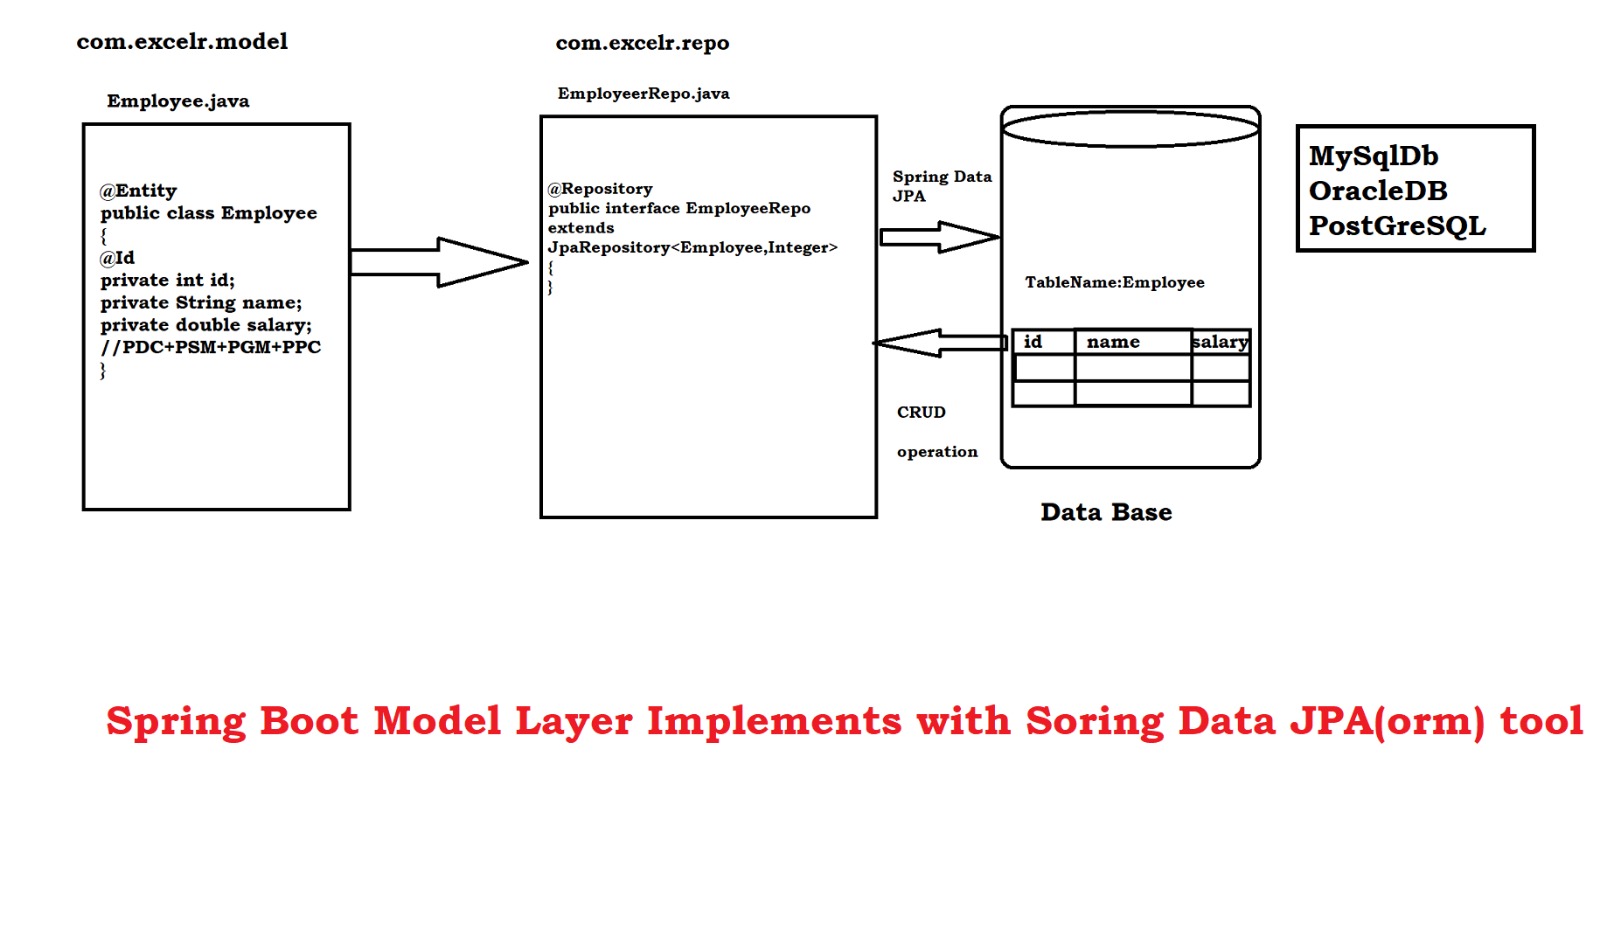 com.excelr.model
Employee.java
@Entity
public class Employee
{
@Id
private int id;
private String name;
private double salary;
//PDC+PSM+PGM+PPC
}
com.excelr.repo
EmployeerRepo.java
@Repository
public interface EmployeeRepo
extends
JpaRepository<Employee,Integer>
{
}
Spring Data
JPA
CRUD
operation
TableName:Employee
id name salary
Data Base
MySqlDb
OracleDB
PostGreSQL
Spring Boot Model Layer Implements with Soring Data JPA(orm) tool